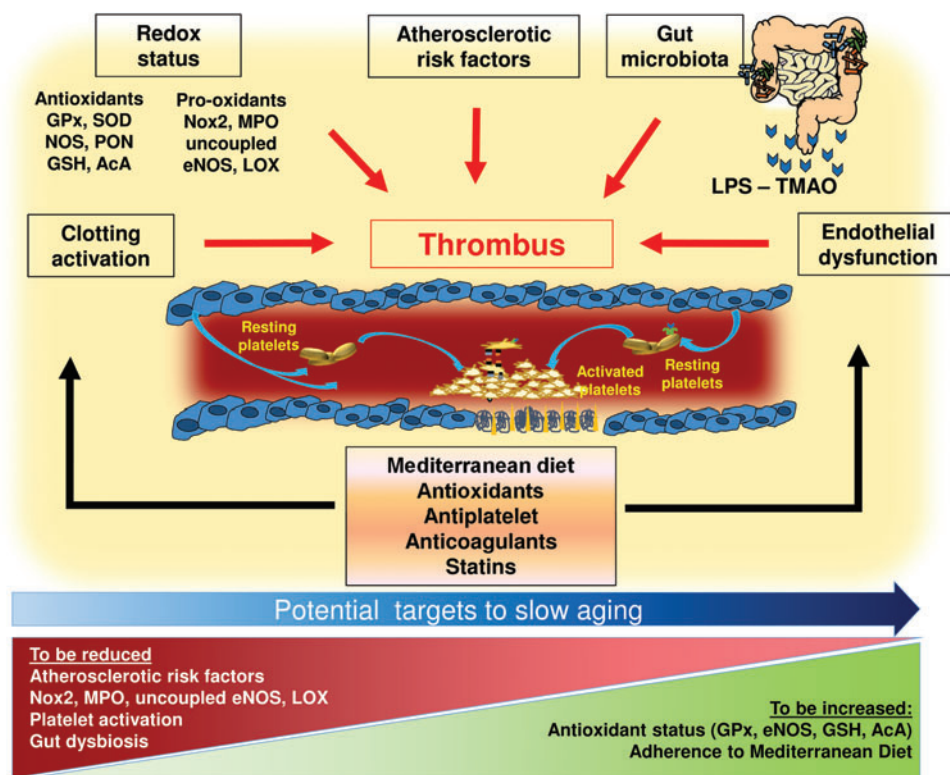 Redox
status
Atherosclerotic
risk factors
Gut
microbiota
Antioxidants
GPx, SOD
NOS, PON
GSH, AcA
Pro-oxidants
Nox2, MPO
uncoupled
eNOS, LOX
LPS – TMAO
Clotting
activation
Thrombus
Endothelial
dysfunction
Resting
platelets
Activated
platelets
Resting
platelets
Mediterranean diet
Antioxidants
Antiplatelet
Anticoagulants
Statins
Potential targets to slow aging
To be reduced
Atherosclerotic risk factors
Nox2, MPO, uncoupled eNOS, LOX
Platelet activation
Gut dysbiosis
To be increased:
Antioxidant status (GPx, eNOS, GSH, AcA)
Adherence to Mediterranean Diet